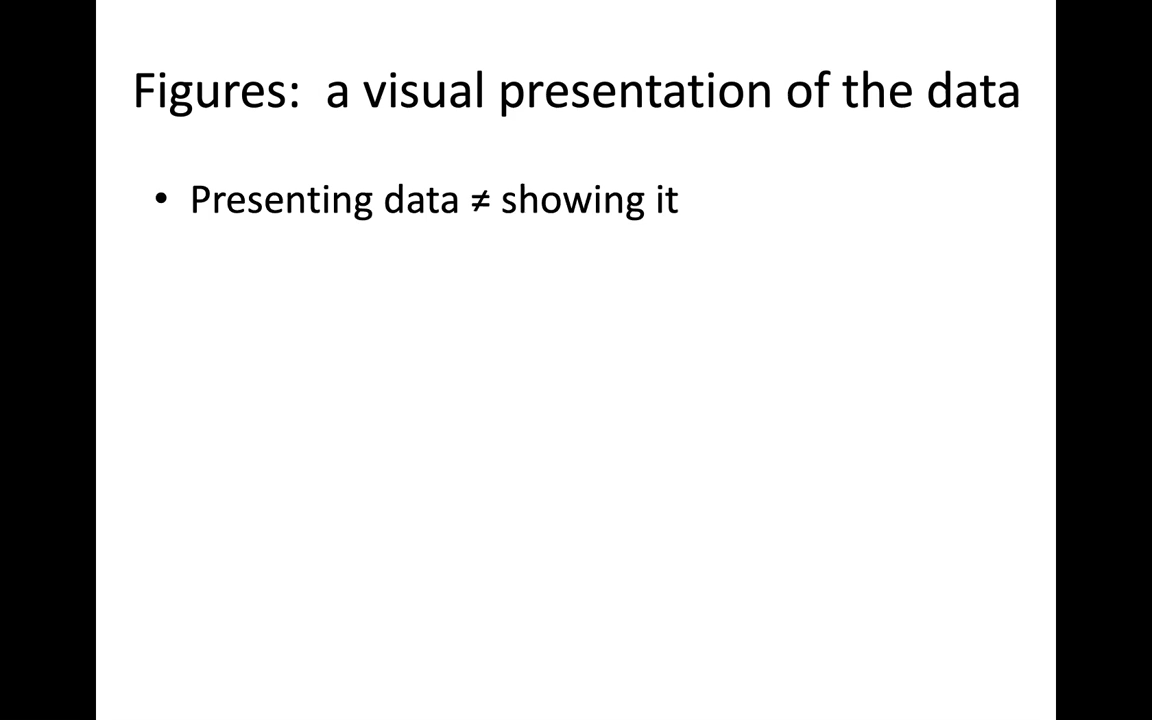 Figures:  a visual presentation of the data
• Presenting data ≠ showing it